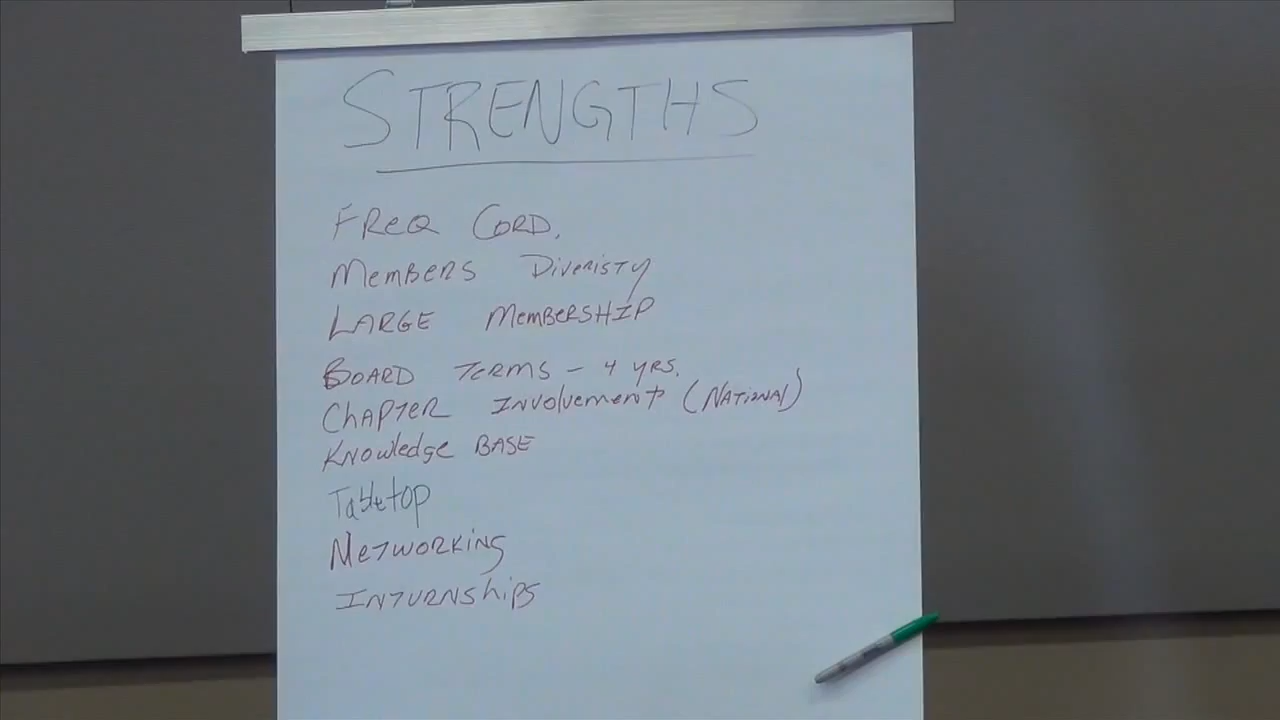 STRENGTHS
FReQ CORD.
MemBERS Diveristy
LARGE MemBeRSHIP
BOARD TeRMS - 4 YRS.
ChAPTER INVolvemenT (NATIONAl)
KNowledge BASE
Tabletop
NeTWORKiNg
INTURNShipS